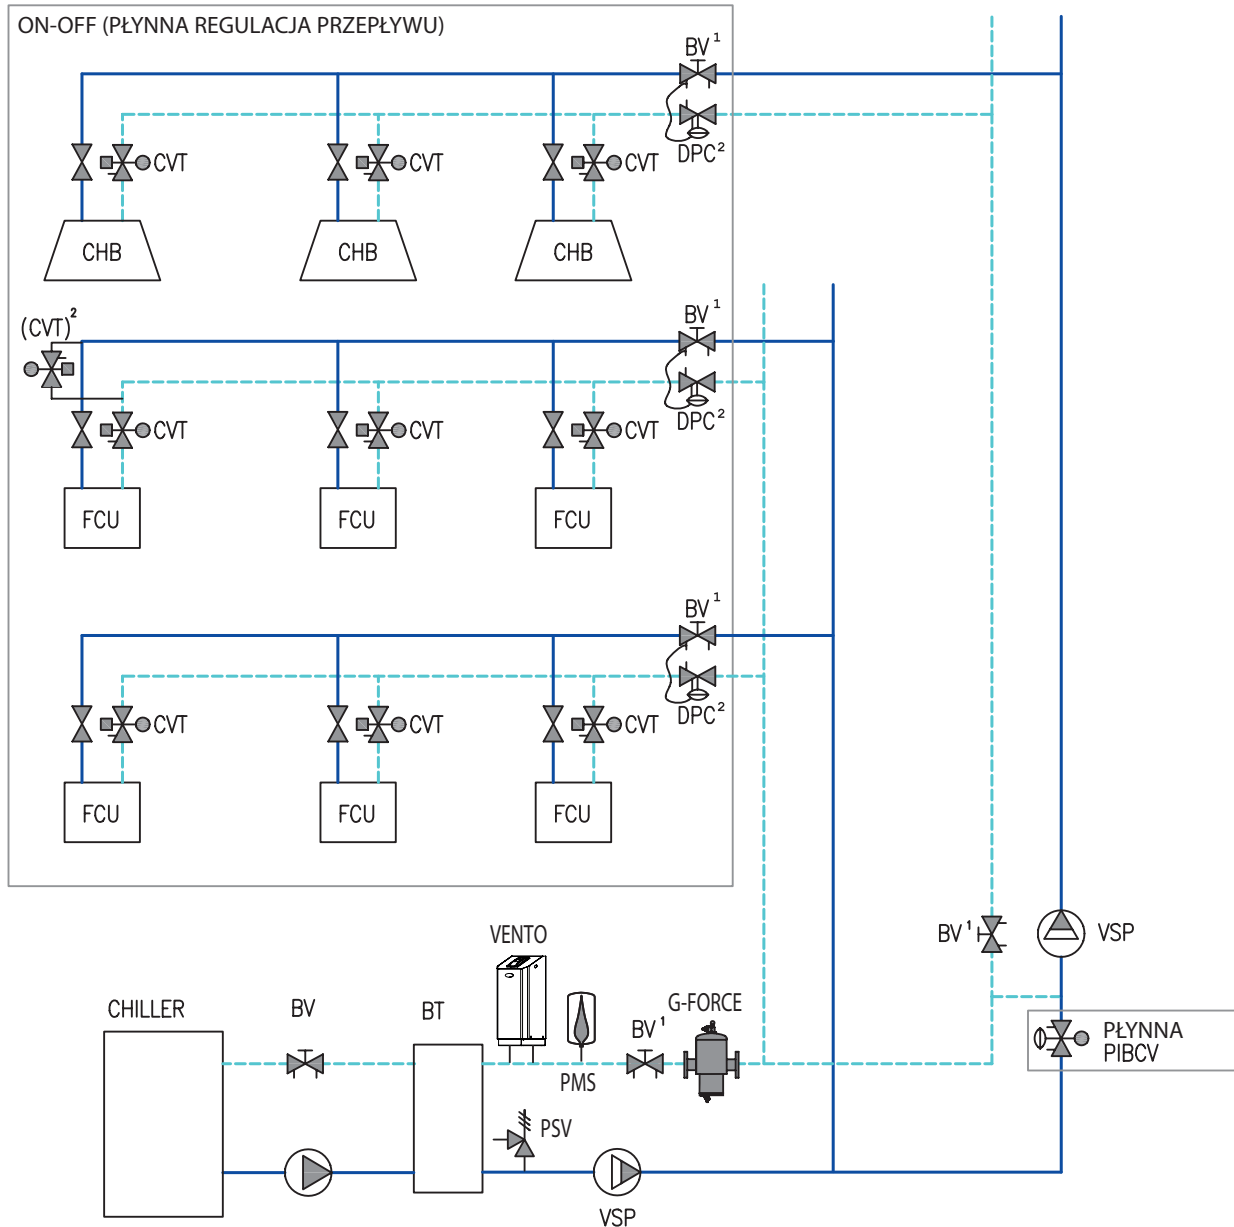 ON-OFF (PŁYNNA REGULACJA PRZEPŁYWU)
BV¹
DPC²
CVT
CVT
CVT
CHB
CHB
CHB
(CVT)²
BV¹
DPC²
CVT
CVT
CVT
FCU
FCU
FCU
BV¹
DPC²
CVT
CVT
CVT
FCU
FCU
FCU
BV¹
VSP
VENTO
CHILLER
BV
BT
G-FORCE
BV¹
PMS
PŁYNNA
PIBCV
PSV
VSP